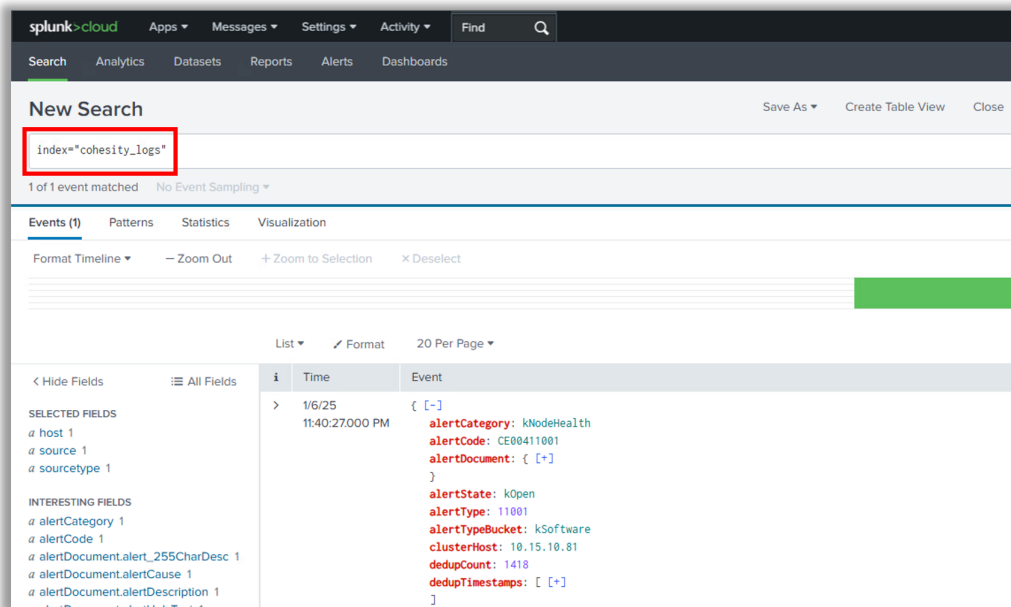 splunk>cloud Apps ▾ Messages ▾ Settings ▾ Activity ▾ Find
Search Analytics Datasets Reports Alerts Dashboards
New Search Save As ▾ Create Table View Close
index="cohesity_logs"
1 of 1 event matched No Event Sampling ▾
Events (1) Patterns Statistics Visualization
Format Timeline ▾ — Zoom Out + Zoom to Selection × Deselect
List ▾ Format 20 Per Page ▾
< Hide Fields All Fields
SELECTED FIELDS
a host 1
a source 1
a sourcetype 1
INTERESTING FIELDS
a alertCategory 1
a alertCode 1
a alertDocument.alert_255CharDesc 1
a alertDocument.alertCause 1
a alertDocument.alertDescription 1
i Time Event
> 1/6/25
11:40:27.000 PM
{ [-]
alertCategory: kNodeHealth
alertCode: CE00411001
alertDocument: { [+]
}
alertState: kOpen
alertType: 11001
alertTypeBucket: kSoftware
clusterHost: 10.15.10.81
dedupCount: 1418
dedupTimestamps: [ [+]
]